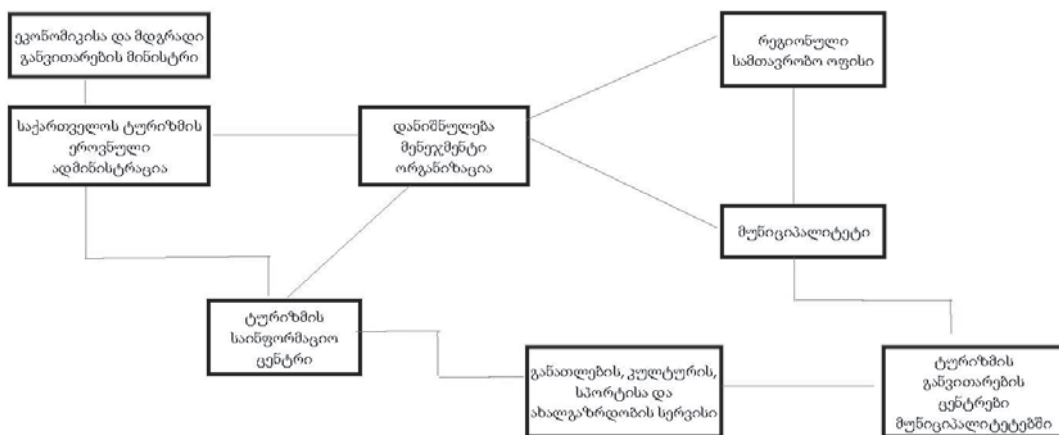 ეკონომიკისა და მდგრადი
განვითარების მინისტრი
რეგიონული
სამთავრობო ოფისი
საქართველოს ტურიზმის
ეროვნული
ადმინისტრაცია
დანიშნულება
მენეჯმენტი
ორგანიზაცია
მუნიციპალიტეტი
ტურიზმის
საინფორმაციო
ცენტრი
განათლების, კულტურის,
სპორტისა და
ახალგაზრდობის სერვისი
ტურიზმის
განვითარების
ცენტრები
მუნიციპალიტეტებში